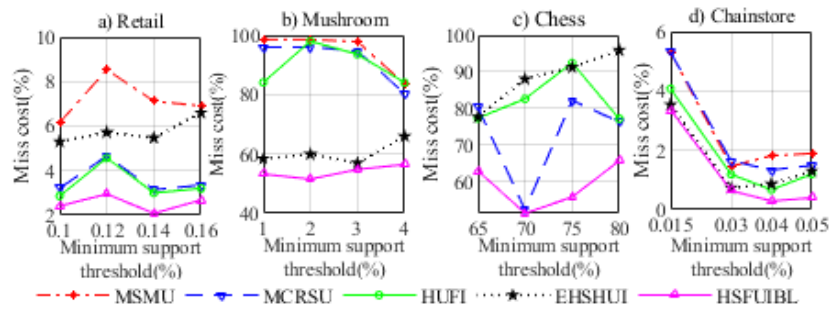 a) Retail
Miss cost(%)
10
8
6
4
2
0.1 0.12 0.14 0.16
Minimum support
threshold(%)
b) Mushroom
Miss cost(%)
100
80
60
40
1 2 3 4
Minimum support
threshold(%)
c) Chess
Miss cost(%)
100
90
80
70
60
65 70 75 80
Minimum support
threshold(%)
d) Chainstore
Miss cost(%)
6
4
2
0
0.015 0.03 0.04 0.05
Minimum support
threshold(%)
MSMU MCRSU HUFI EHSHUI HSFUIBL